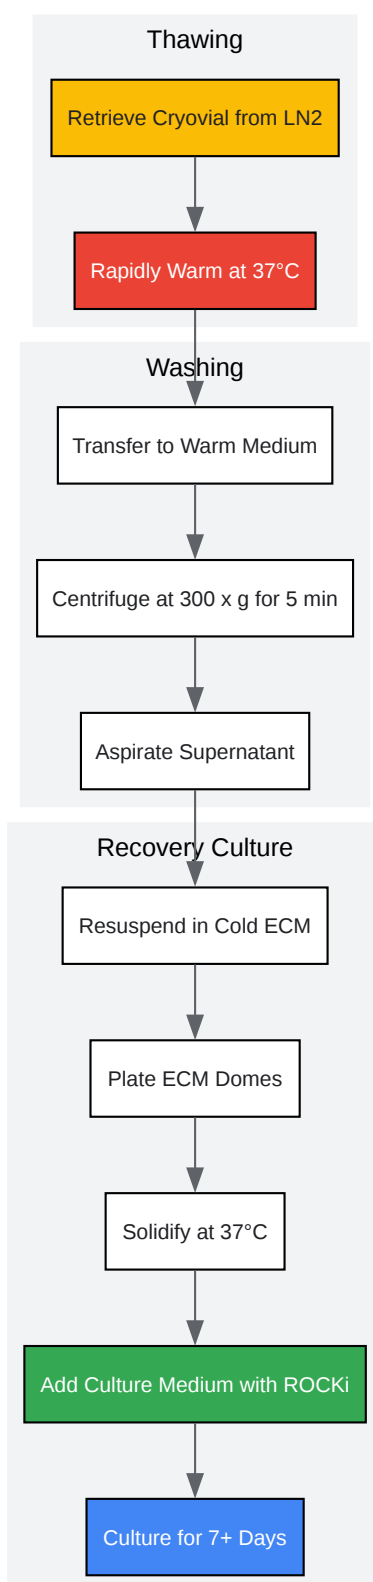 Thawing
Retrieve Cryovial from LN2
Rapidly Warm at 37°C
Washing
Transfer to Warm Medium
Centrifuge at 300 x g for 5 min
Aspirate Supernatant
Recovery Culture
Resuspend in Cold ECM
Plate ECM Domes
Solidify at 37°C
Add Culture Medium with ROCKi
Culture for 7+ Days